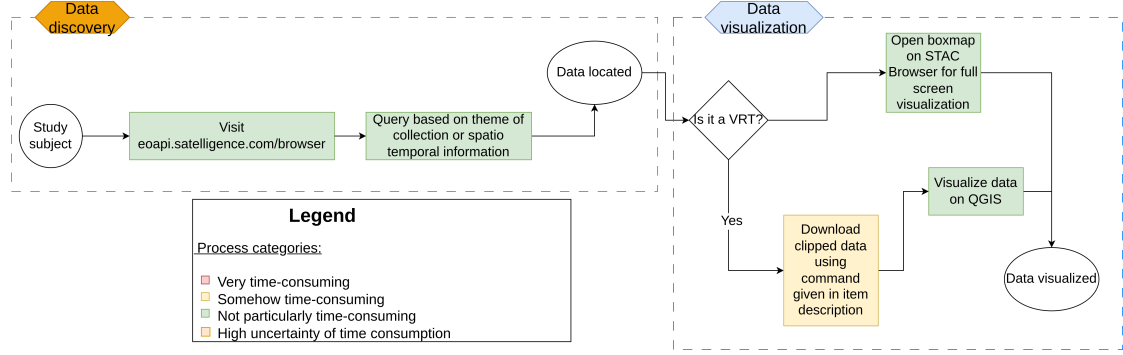 Data
discovery
Data
visualization
Study
subject
Visit
eoapi.satelligence.com/browser
Query based on theme of
collection or spatio
temporal information
Data located
Is it a VRT?
Open boxmap
on STAC
Browser for full
screen
visualization
Yes
Download
clipped data
using
command
given in item
description
Visualize data
on QGIS
Data visualized
Legend
Process categories:
Very time-consuming
Somehow time-consuming
Not particularly time-consuming
High uncertainty of time consumption